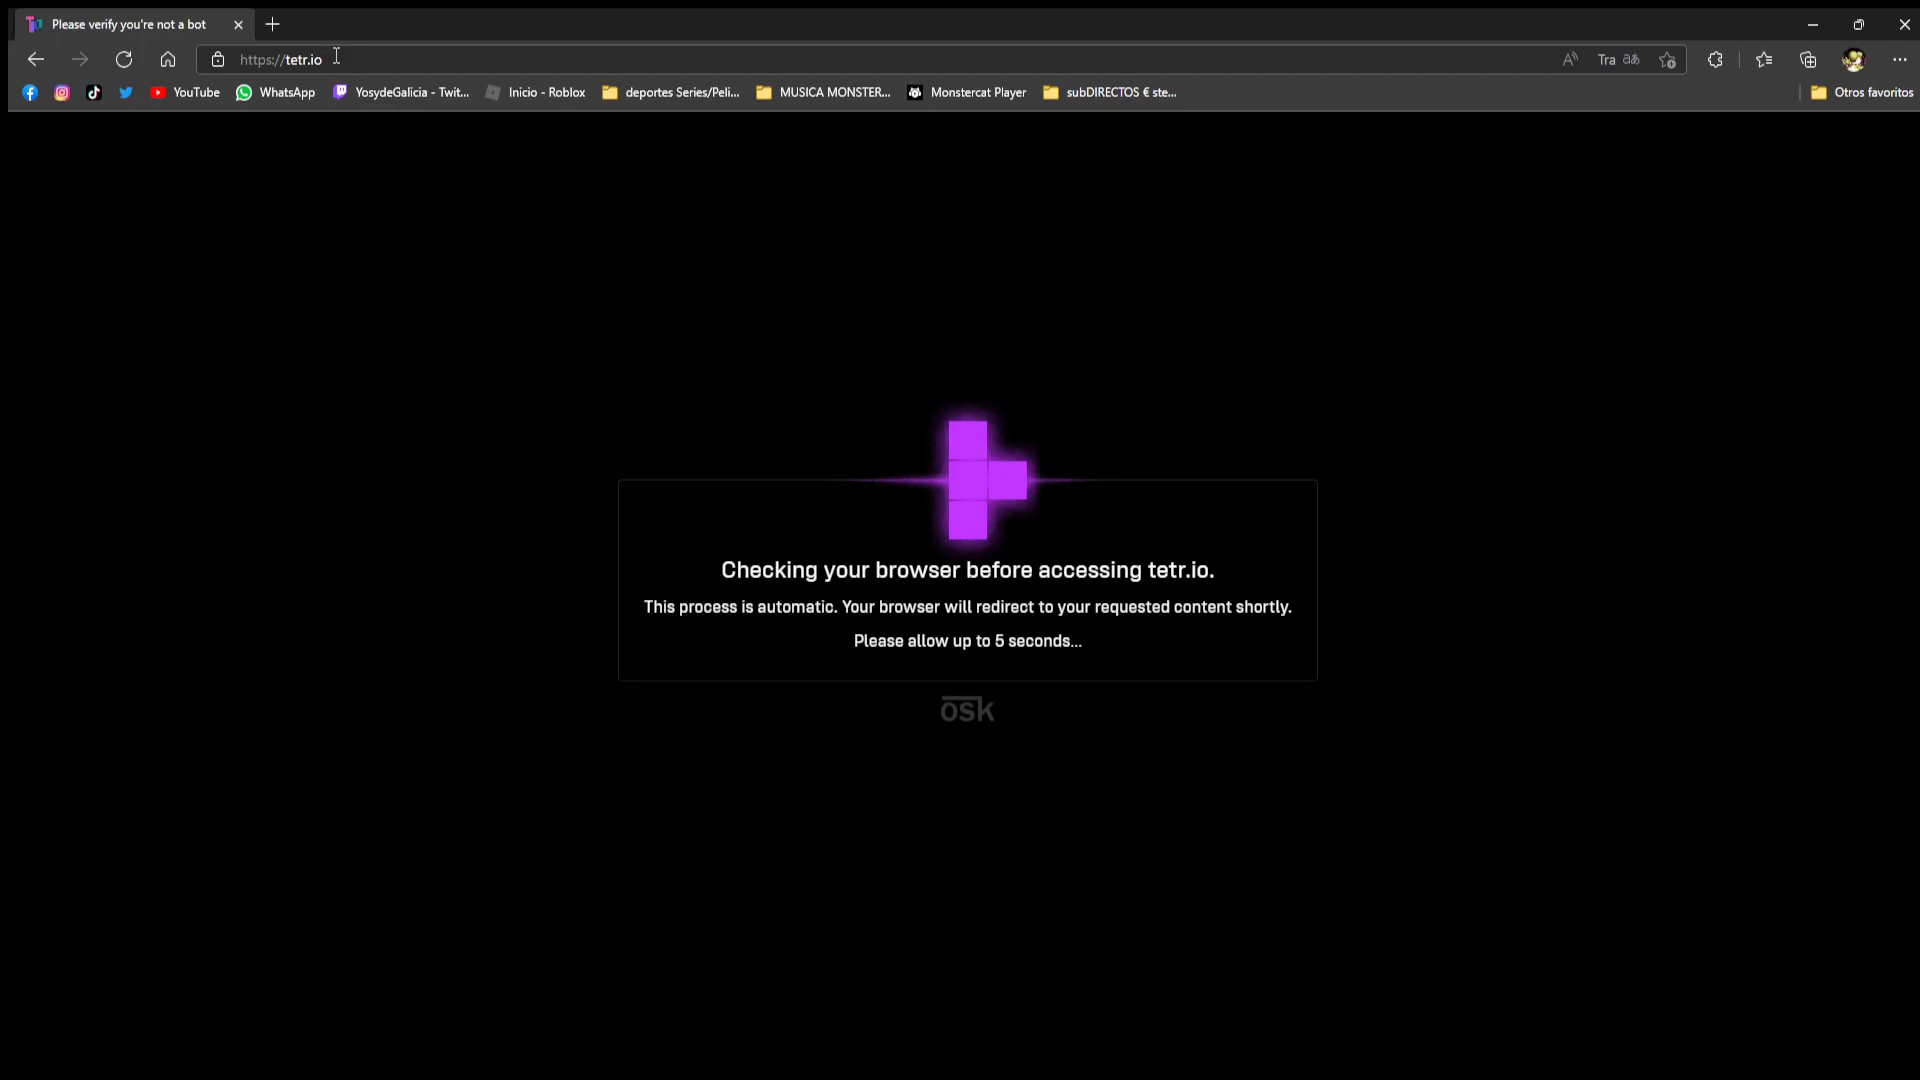 Please verify you're not a bot
https://tetr.io
Tra
YouTube
WhatsApp
YosydeGalicia - Twit...
Inicio - Roblox
deportes Series/Peli...
MUSICA MONSTER...
Monstercat Player
subDIRECTOS € ste...
Otros favoritos
Checking your browser before accessing tetr.io.
This process is automatic. Your browser will redirect to your requested content shortly.
Please allow up to 5 seconds...
osk